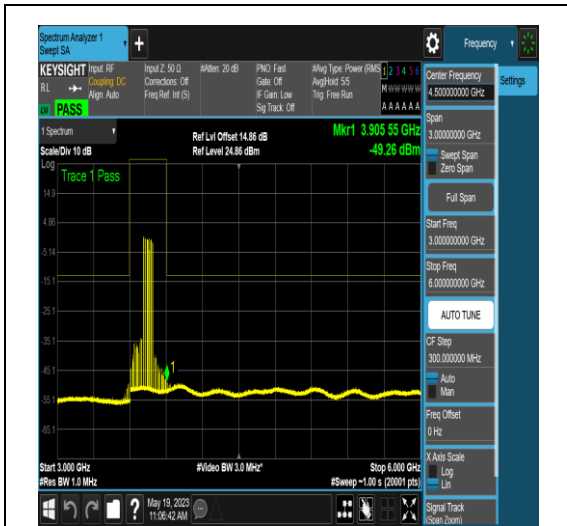 Spectrum Analyzer 1
Swept SA
+
Frequency
KEYSIGHT
RL
PASS
Input: RF
Coupling: DC
Align: Auto
Input Z: 50 Ω
Corrections: Off
Freq Ref: Int (S)
#Atten: 20 dB
PNO: Fast
Gate: Off
IF Gain: Low
Sig Track: Off
#Avg Type: Power (RMS
Avg|Hold: 5/5
Trig: Free Run
1 2 3 4 5 6
M W W W W W
A A A A A A
1 Spectrum
Scale/Div 10 dB
Ref Lvl Offset 14.86 dB
Ref Level 24.86 dBm
Mkr1 3.905 55 GHz
-49.26 dBm
Log
Trace 1 Pass
14.9
4.86
-5.14
-15.1
-25.1
-35.1
-45.1
-55.1
-65.1
1
Start 3.000 GHz
#Res BW 1.0 MHz
#Video BW 3.0 MHz*
Stop 6.000 GHz
#Sweep ~1.00 s (20001 pts)
Center Frequency
4.500000000 GHz
Settings
Span
3.00000000 GHz
Swept Span
Zero Span
Full Span
Start Freq
3.000000000 GHz
Stop Freq
6.000000000 GHz
AUTO TUNE
CF Step
300.000000 MHz
Auto
Man
Freq Offset
0 Hz
X Axis Scale
Log
Lin
Signal Track
(Span Zoom)
?
May 19, 2023
11:06:42 AM